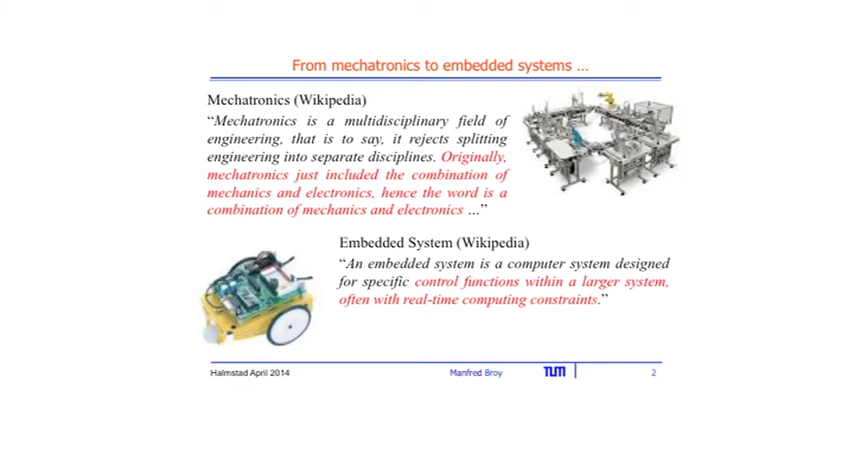 From mechatronics to embedded systems ...
Mechatronics (Wikipedia)
“Mechatronics is a multidisciplinary field of
engineering, that is to say, it rejects splitting
engineering into separate disciplines. Originally,
mechatronics just included the combination of
mechanics and electronics, hence the word is a
combination of mechanics and electronics ...”
Embedded System (Wikipedia)
“An embedded system is a computer system designed
for specific control functions within a larger system,
often with real-time computing constraints.”
Halmstad April 2014
Manfred Broy
TUM
2